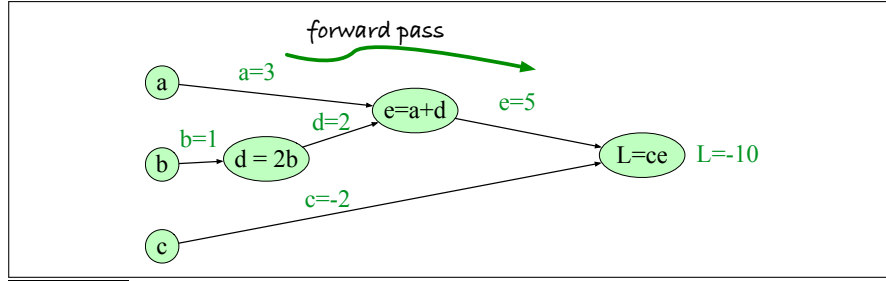 forward pass
a
a=3
e=a+d
e=5
b
b=1
d = 2b
d=2
L=ce
L=-10
c
c=-2